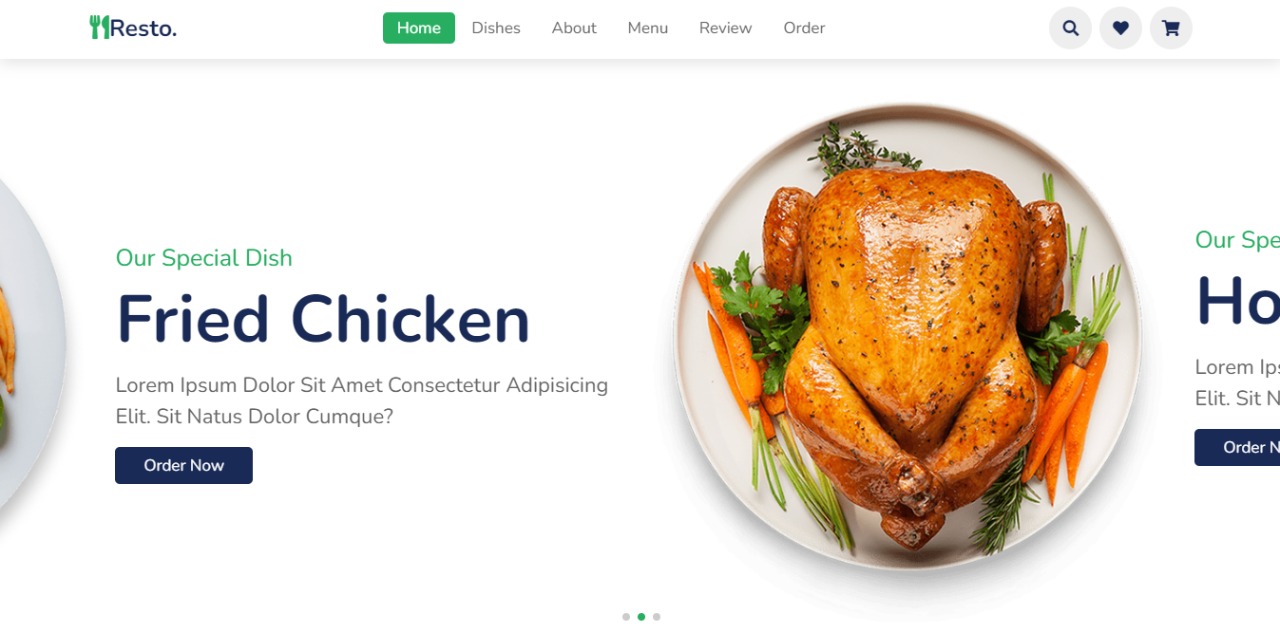 Resto.
Home
Dishes
About
Menu
Review
Order
Our Special Dish
Fried Chicken
Lorem Ipsum Dolor Sit Amet Consectetur Adipisicing
Elit. Sit Natus Dolor Cumque?
Order Now
Our Spe
Ho
Lorem Ips
Elit. Sit N
Order N